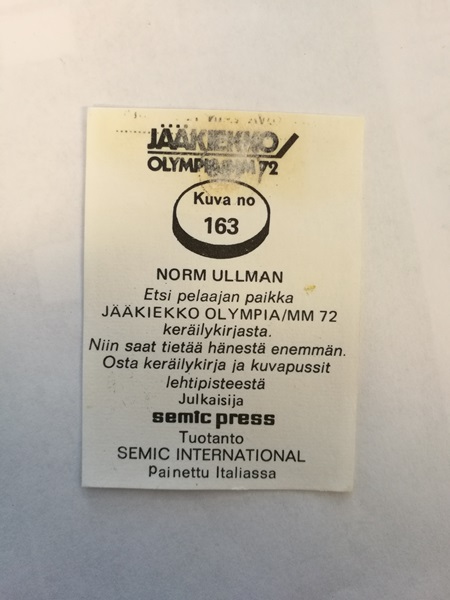 JÄÄKIEKKO
OLYMPIA/MM 72
Kuva no
163
NORM ULLMAN
Etsi pelaajan paikka
JÄÄKIEKKO OLYMPIA/MM 72
keräilykirjasta.
Niin saat tietää hänestä enemmän.
Osta keräilykirja ja kuvapussit
lehtipisteestä
Julkaisija
semic press
Tuotanto
SEMIC INTERNATIONAL
Painettu Italiassa